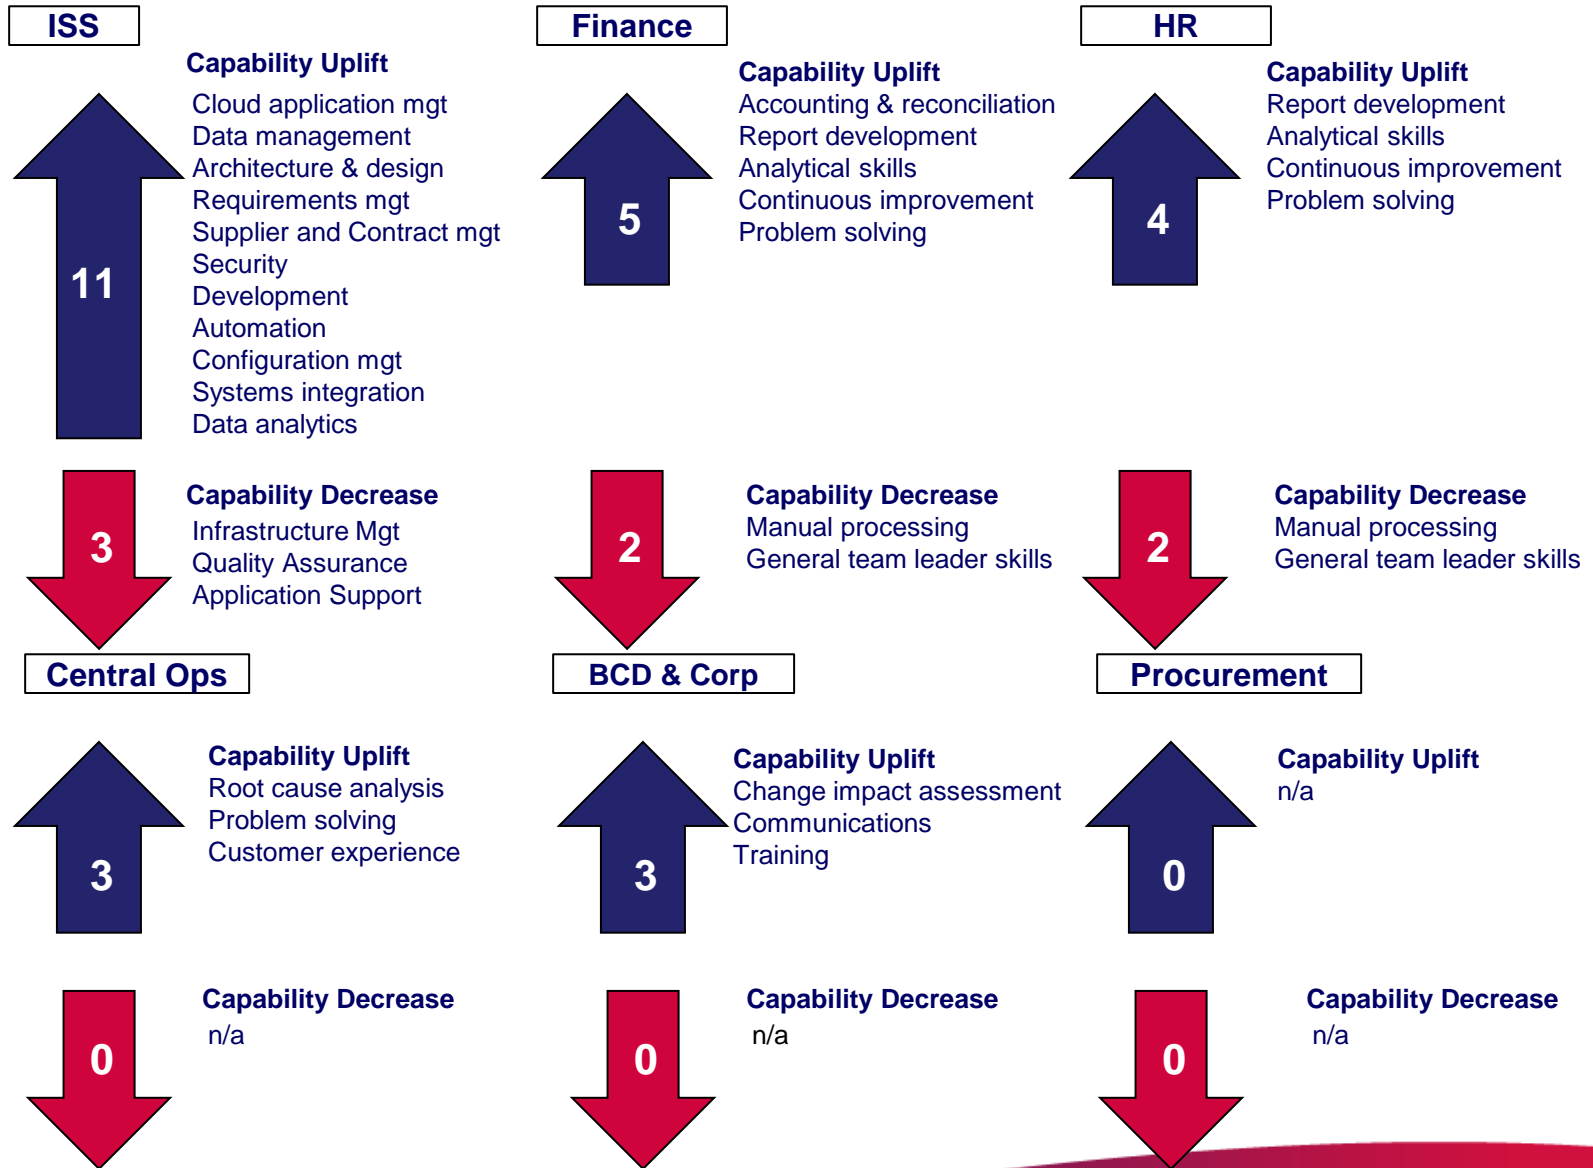 ISS
Capability Uplift
Cloud application mgt
Data management
Architecture & design
Requirements mgt
Supplier and Contract mgt
Security
Development
Automation
Configuration mgt
Systems integration
Data analytics
11
Capability Decrease
Infrastructure Mgt
Quality Assurance
Application Support
3
Finance
Capability Uplift
Accounting & reconciliation
Report development
Analytical skills
Continuous improvement
Problem solving
5
Capability Decrease
Manual processing
General team leader skills
2
HR
Capability Uplift
Report development
Analytical skills
Continuous improvement
Problem solving
4
Capability Decrease
Manual processing
General team leader skills
2
Central Ops
Capability Uplift
Root cause analysis
Problem solving
Customer experience
3
Capability Decrease
n/a
0
BCD & Corp
Capability Uplift
Change impact assessment
Communications
Training
3
Capability Decrease
n/a
0
Procurement
Capability Uplift
n/a
0
Capability Decrease
n/a
0